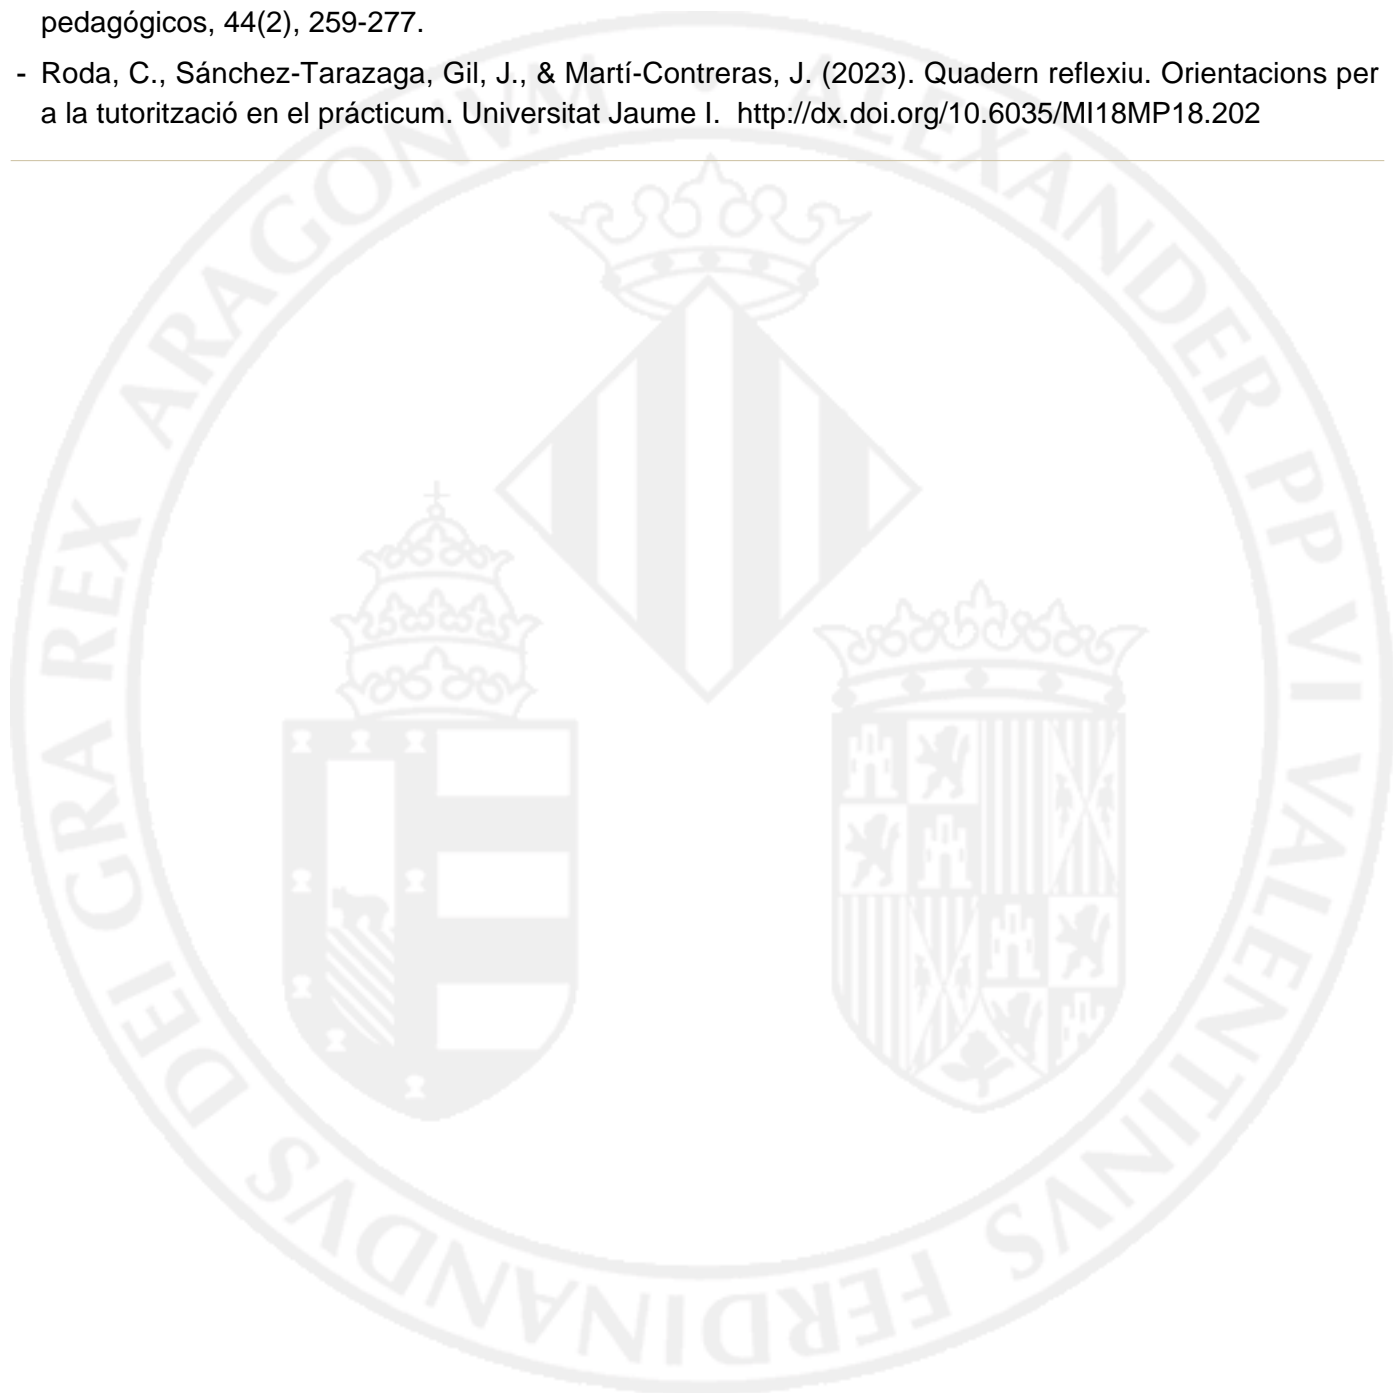 pedagógicos, 44(2), 259-277.
- Roda, C., Sánchez-Tarazaga, Gil, J., & Martí-Contreras, J. (2023). Quadern reflexiu. Orientacions per
a la tutorització en el prácticum. Universitat Jaume I. http://dx.doi.org/10.6035/MI18MP18.202
ALEXANDER PP VI VALENTINVS FERDINANDVS DEI GRA REX ARAGONVM